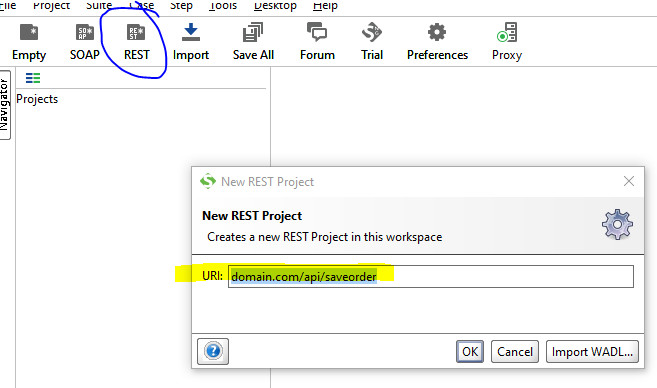 File Project Suite Case Step Tools Desktop Help
Empty SOAP REST Import Save All Forum Trial Preferences Proxy
Navigator
Projects
New REST Project
New REST Project
Creates a new REST Project in this workspace
URI: domain.com/api/saveorder
OK Cancel Import WADL...